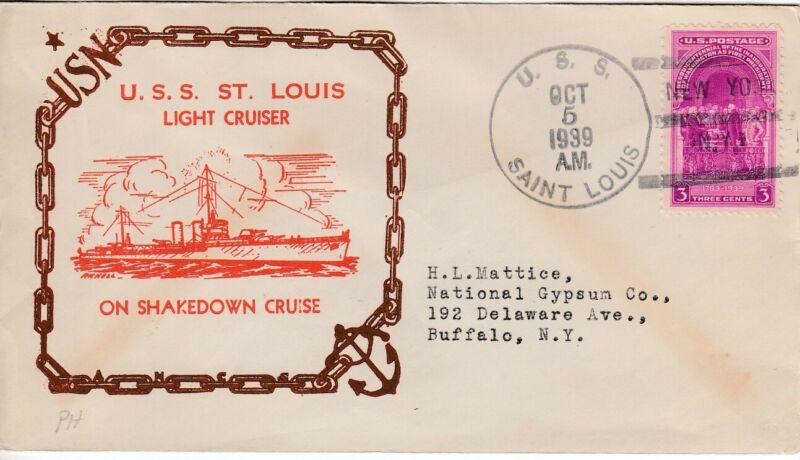 USN
U.S.S. ST. LOUIS
LIGHT CRUISER
ON SHAKEDOWN CRUISE
A N C S
PH
U. S. S.
OCT
5
1939
A.M.
SAINT LOUIS
NEW YO
N.Y.
U.S. POSTAGE
1789-1939
3 THREE CENTS 3
H.L.Mattice,
National Gypsum Co.,
192 Delaware Ave.,
Buffalo, N.Y.